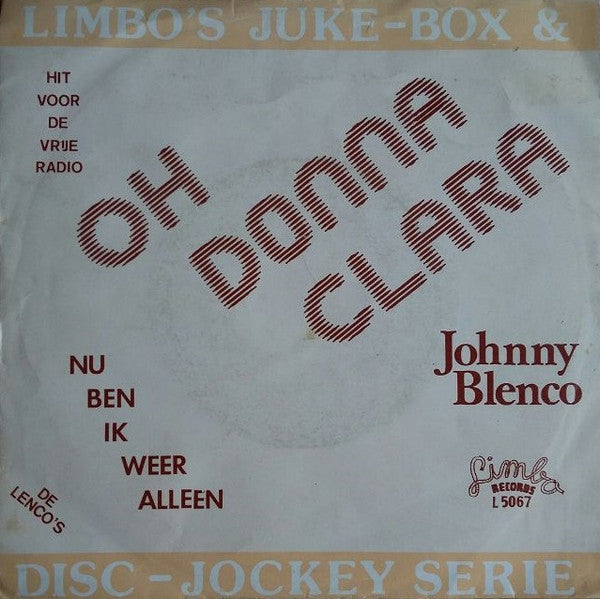 LIMBO'S JUKE-BOX &
HIT
VOOR
DE
VRIJE
RADIO
OH
DONNA
CLARA
Johnny
Blenco
NU
BEN
IK
WEER
ALLEEN
DE
LENCO'S
Limbo
RECORDS
L 5067
DISC-JOCKEY SERIE